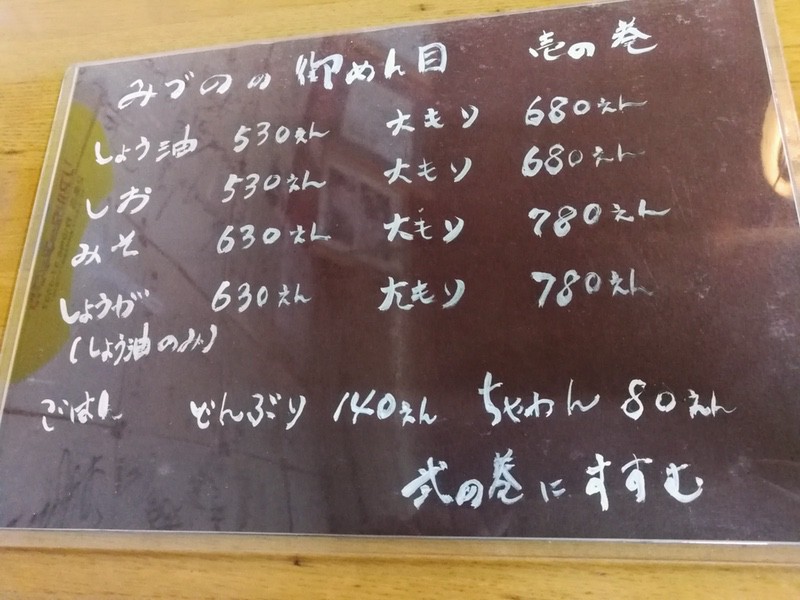 みづのの御めん目 壱の巻
しょう油 530えん 大もり 680えん
しお 530えん 大もり 680えん
みそ 630えん 大もり 780えん
しょうが 630えん 大もり 780えん
(しょう油のみ)
ごはん どんぶり 140えん ちゃわん 80えん
弐の巻にすすむ